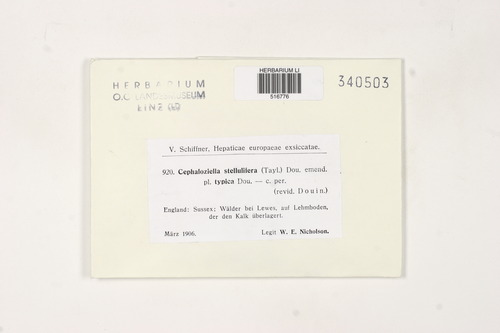 HERBARIUM
O.Ö. LANDESMUSEUM
LINZ
HERBARIUM LI
516776
340503
V. Schiffner, Hepaticae europaeae exsiccatae.
920. Cephaloziella stellulifera (Tayl.) Dou. emend.
pl. typica Dou. — c. per.
(revid. Douin.)
England: Sussex; Wälder bei Lewes, auf Lehmboden,
der den Kalk überlagert.
März 1906. Legit W. E. Nicholson.